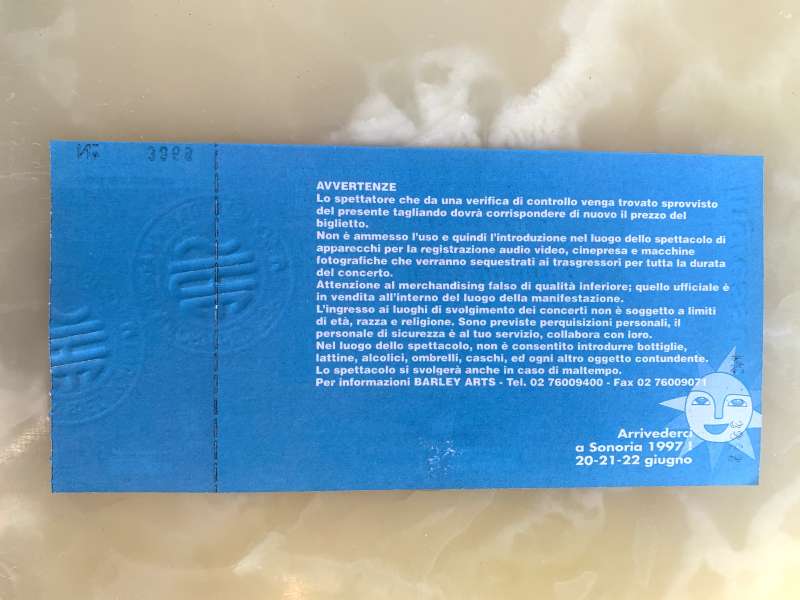 AVVERTENZE
Lo spettatore che da una verifica di controllo venga trovato sprovvisto
del presente tagliando dovrà corrispondere di nuovo il prezzo del
biglietto.
Non è ammesso l'uso e quindi l'introduzione nel luogo dello spettacolo di
apparecchi per la registrazione audio video, cinepresa e macchine
fotografiche che verranno sequestrati ai trasgressori per tutta la durata
del concerto.
Attenzione al merchandising falso di qualità inferiore; quello ufficiale è
in vendita all'interno del luogo della manifestazione.
L'ingresso ai luoghi di svolgimento dei concerti non è soggetto a limiti
di età, razza e religione. Sono previste perquisizioni personali, il
personale di sicurezza è al tuo servizio, collabora con loro.
Nel luogo dello spettacolo, non è consentito introdurre bottiglie,
lattine, alcolici, ombrelli, caschi, ed ogni altro oggetto contundente.
Lo spettacolo si svolgerà anche in caso di maltempo.
Per informazioni BARLEY ARTS - Tel. 02 76009400 - Fax 02 76009071
Arrivederci
a Sonoria 1997 !
20-21-22 giugno